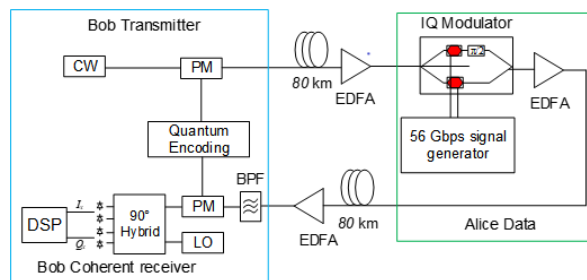 Bob Transmitter
IQ Modulator
CW
PM
80 km
EDFA
π/2
EDFA
Quantum
Encoding
56 Gbps signal
generator
BPF
DSP
90°
Hybrid
PM
LO
EDFA
80 km
Alice Data
Bob Coherent receiver